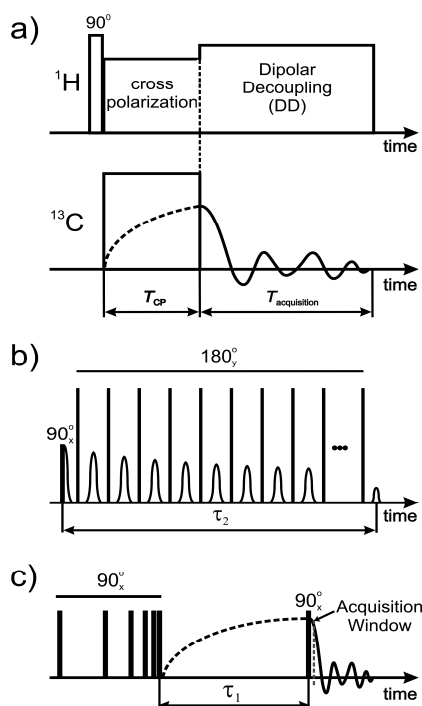 a)
90°
¹H
cross
polarization
Dipolar
Decoupling
(DD)
time
¹³C
time
T_CP
T_acquisition
b)
180°_y
90°_x
•••
time
τ₂
c)
90°_x
90°_x
Acquisition
Window
τ₁
time